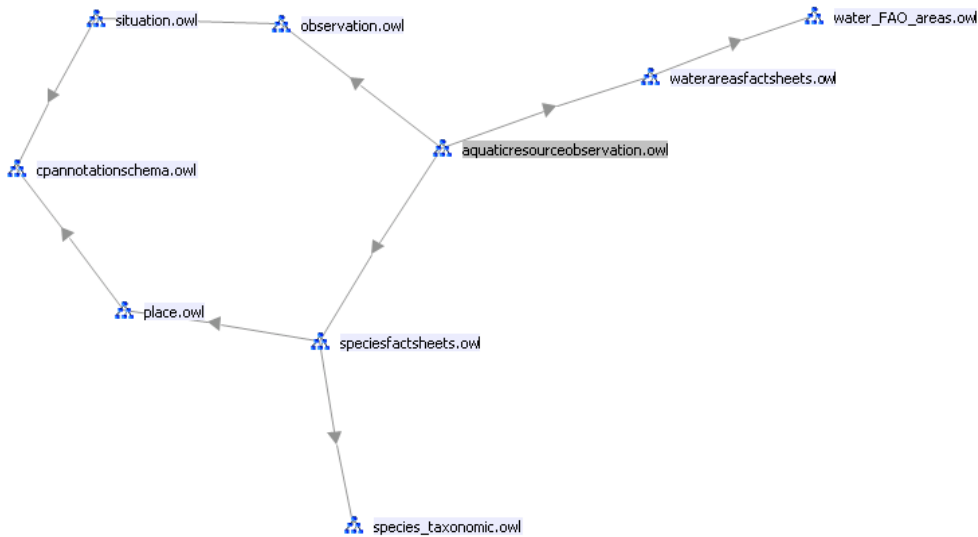 situation.owl
observation.owl
water_FAO_areas.owl
waterareasfactsheets.owl
aquaticresourceobservation.owl
cpannotationschema.owl
place.owl
speciesfactsheets.owl
species_taxonomic.owl